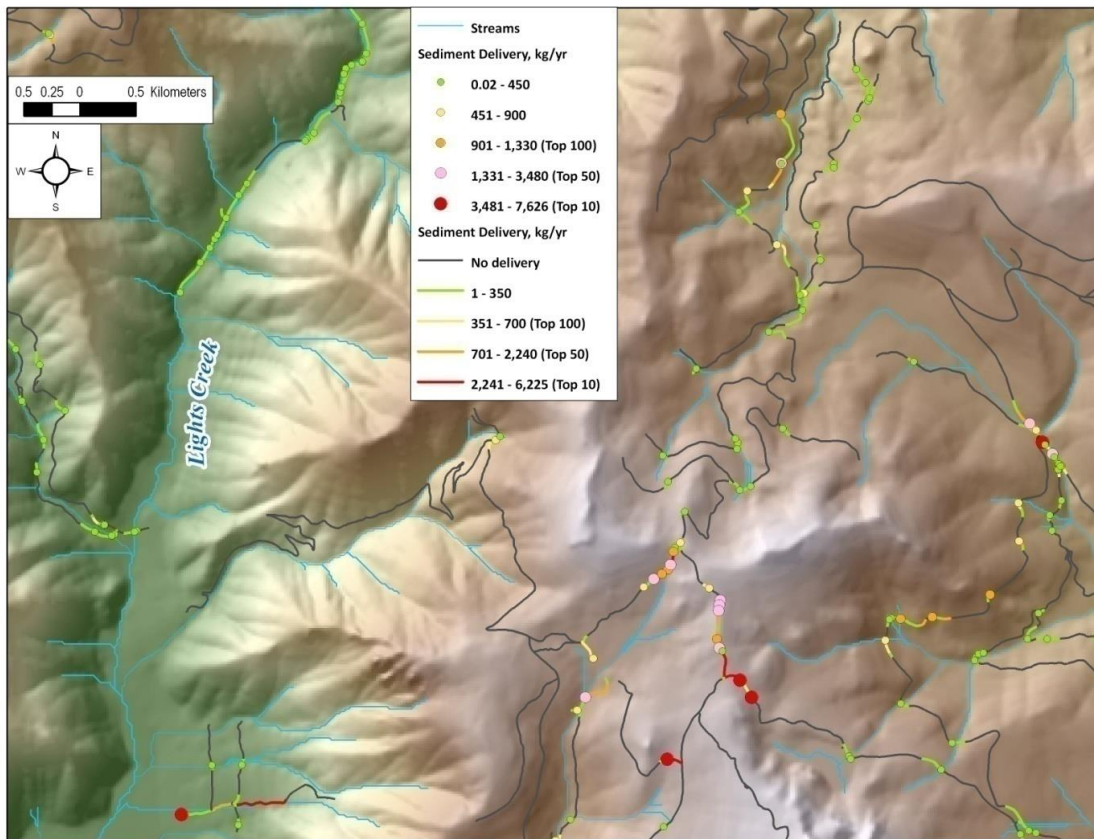 0.5 0.25 0 0.5 Kilometers
N
W E
S
Streams
Sediment Delivery, kg/yr
0.02 - 450
451 - 900
901 - 1,330 (Top 100)
1,331 - 3,480 (Top 50)
3,481 - 7,626 (Top 10)
Sediment Delivery, kg/yr
No delivery
1 - 350
351 - 700 (Top 100)
701 - 2,240 (Top 50)
2,241 - 6,225 (Top 10)
Lights Creek